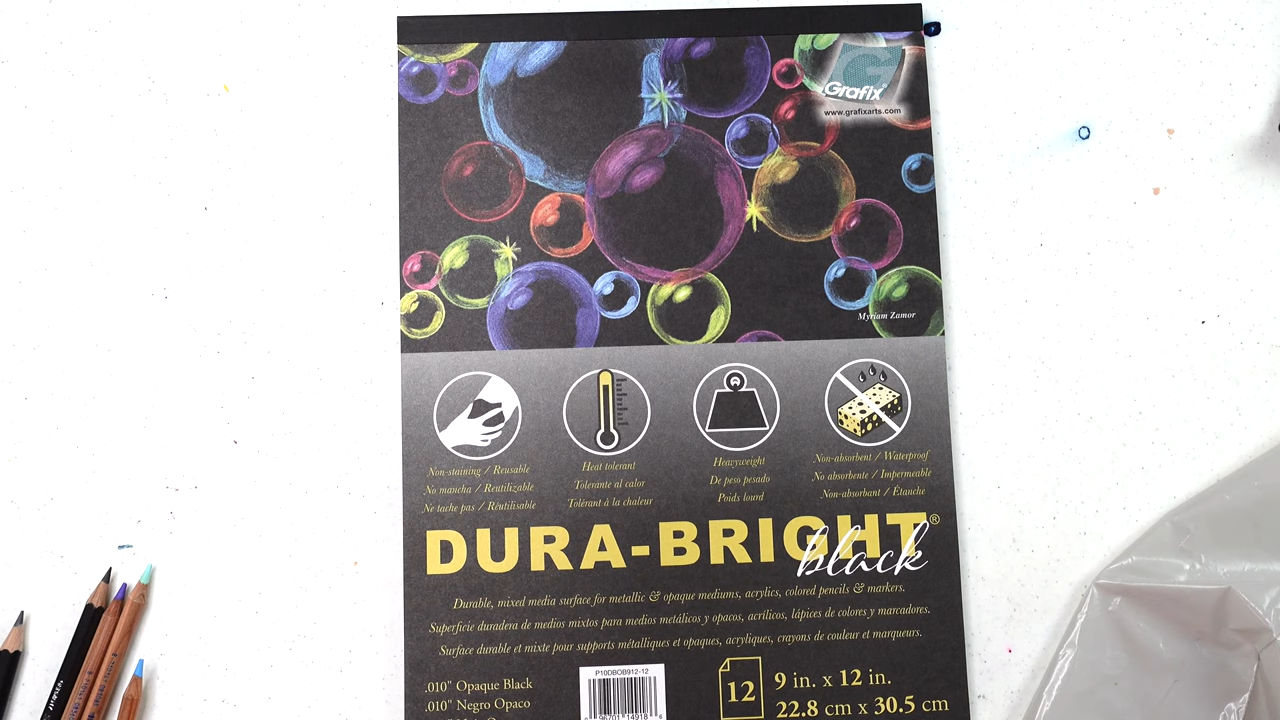 Grafix®
www.grafixarts.com
Myriam Zamor
Non-staining / Reusable
No mancha / Reutilizable
Ne tache pas / Réutilisable
Heat tolerant
Tolerante al calor
Tolérant à la chaleur
Heavyweight
De peso pesado
Poids lourd
Non-absorbent / Waterproof
No absorbente / Impermeable
Non-absorbant / Étanche
DURA-BRIGHT®
black
Durable, mixed media surface for metallic & opaque mediums, acrylics, colored pencils & markers.
Superficie duradera de medios mixtos para medios metálicos y opacos, acrílicos, lápices de colores y marcadores.
Surface durable et mixte pour supports métalliques et opaques, acryliques, crayons de couleur et marqueurs.
.010" Opaque Black
.010" Negro Opaco
P10DBOB912-12
96701 14918
12
9 in. x 12 in.
22.8 cm x 30.5 cm